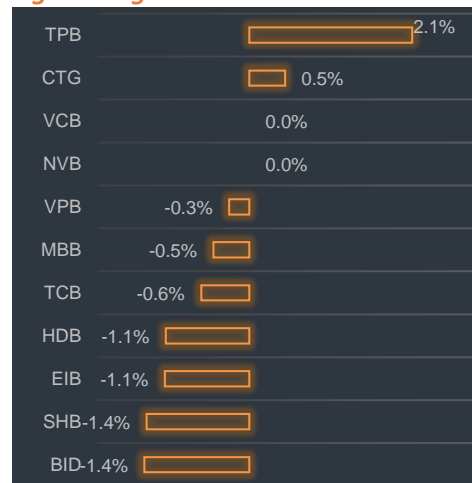 TPB 2.1%
CTG 0.5%
VCB 0.0%
NVB 0.0%
VPB -0.3%
MBB -0.5%
TCB -0.6%
HDB -1.1%
EIB -1.1%
SHB -1.4%
BID -1.4%